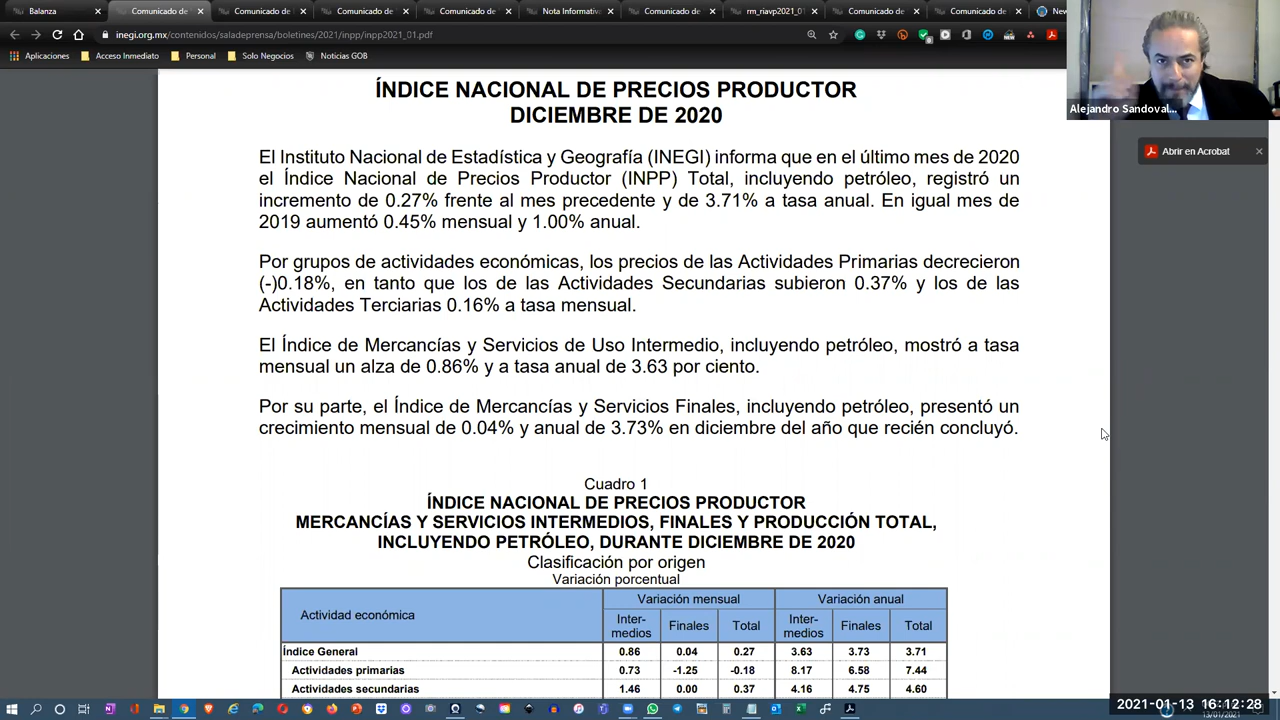 Balanza
Comunicado de
Comunicado de
Comunicado de
Comunicado de
Nota Informativa
Comunicado de
rm_riavp2021_01
Comunicado de
Comunicado de
New
inegi.org.mx/contenidos/saladeprensa/boletines/2021/inpp/inpp2021_01.pdf
Aplicaciones
Acceso Inmediato
Personal
Solo Negocios
Noticias GOB
Alejandro Sandoval...
Abrir en Acrobat
ÍNDICE NACIONAL DE PRECIOS PRODUCTOR
DICIEMBRE DE 2020
El Instituto Nacional de Estadística y Geografía (INEGI) informa que en el último mes de 2020
el Índice Nacional de Precios Productor (INPP) Total, incluyendo petróleo, registró un
incremento de 0.27% frente al mes precedente y de 3.71% a tasa anual. En igual mes de
2019 aumentó 0.45% mensual y 1.00% anual.
Por grupos de actividades económicas, los precios de las Actividades Primarias decrecieron
(-)0.18%, en tanto que los de las Actividades Secundarias subieron 0.37% y los de las
Actividades Terciarias 0.16% a tasa mensual.
El Índice de Mercancías y Servicios de Uso Intermedio, incluyendo petróleo, mostró a tasa
mensual un alza de 0.86% y a tasa anual de 3.63 por ciento.
Por su parte, el Índice de Mercancías y Servicios Finales, incluyendo petróleo, presentó un
crecimiento mensual de 0.04% y anual de 3.73% en diciembre del año que recién concluyó.
Cuadro 1
ÍNDICE NACIONAL DE PRECIOS PRODUCTOR
MERCANCÍAS Y SERVICIOS INTERMEDIOS, FINALES Y PRODUCCIÓN TOTAL,
INCLUYENDO PETRÓLEO, DURANTE DICIEMBRE DE 2020
Clasificación por origen
Variación porcentual
Actividad económica
Variación mensual
Variación anual
Inter-
medios
Finales
Total
Inter-
medios
Finales
Total
Índice General 0.86 0.04 0.27 3.63 3.73 3.71
Actividades primarias 0.73 -1.25 -0.18 8.17 6.58 7.44
Actividades secundarias 1.46 0.00 0.37 4.16 4.75 4.60
2021-01-13 16:12:28
13/01/2021